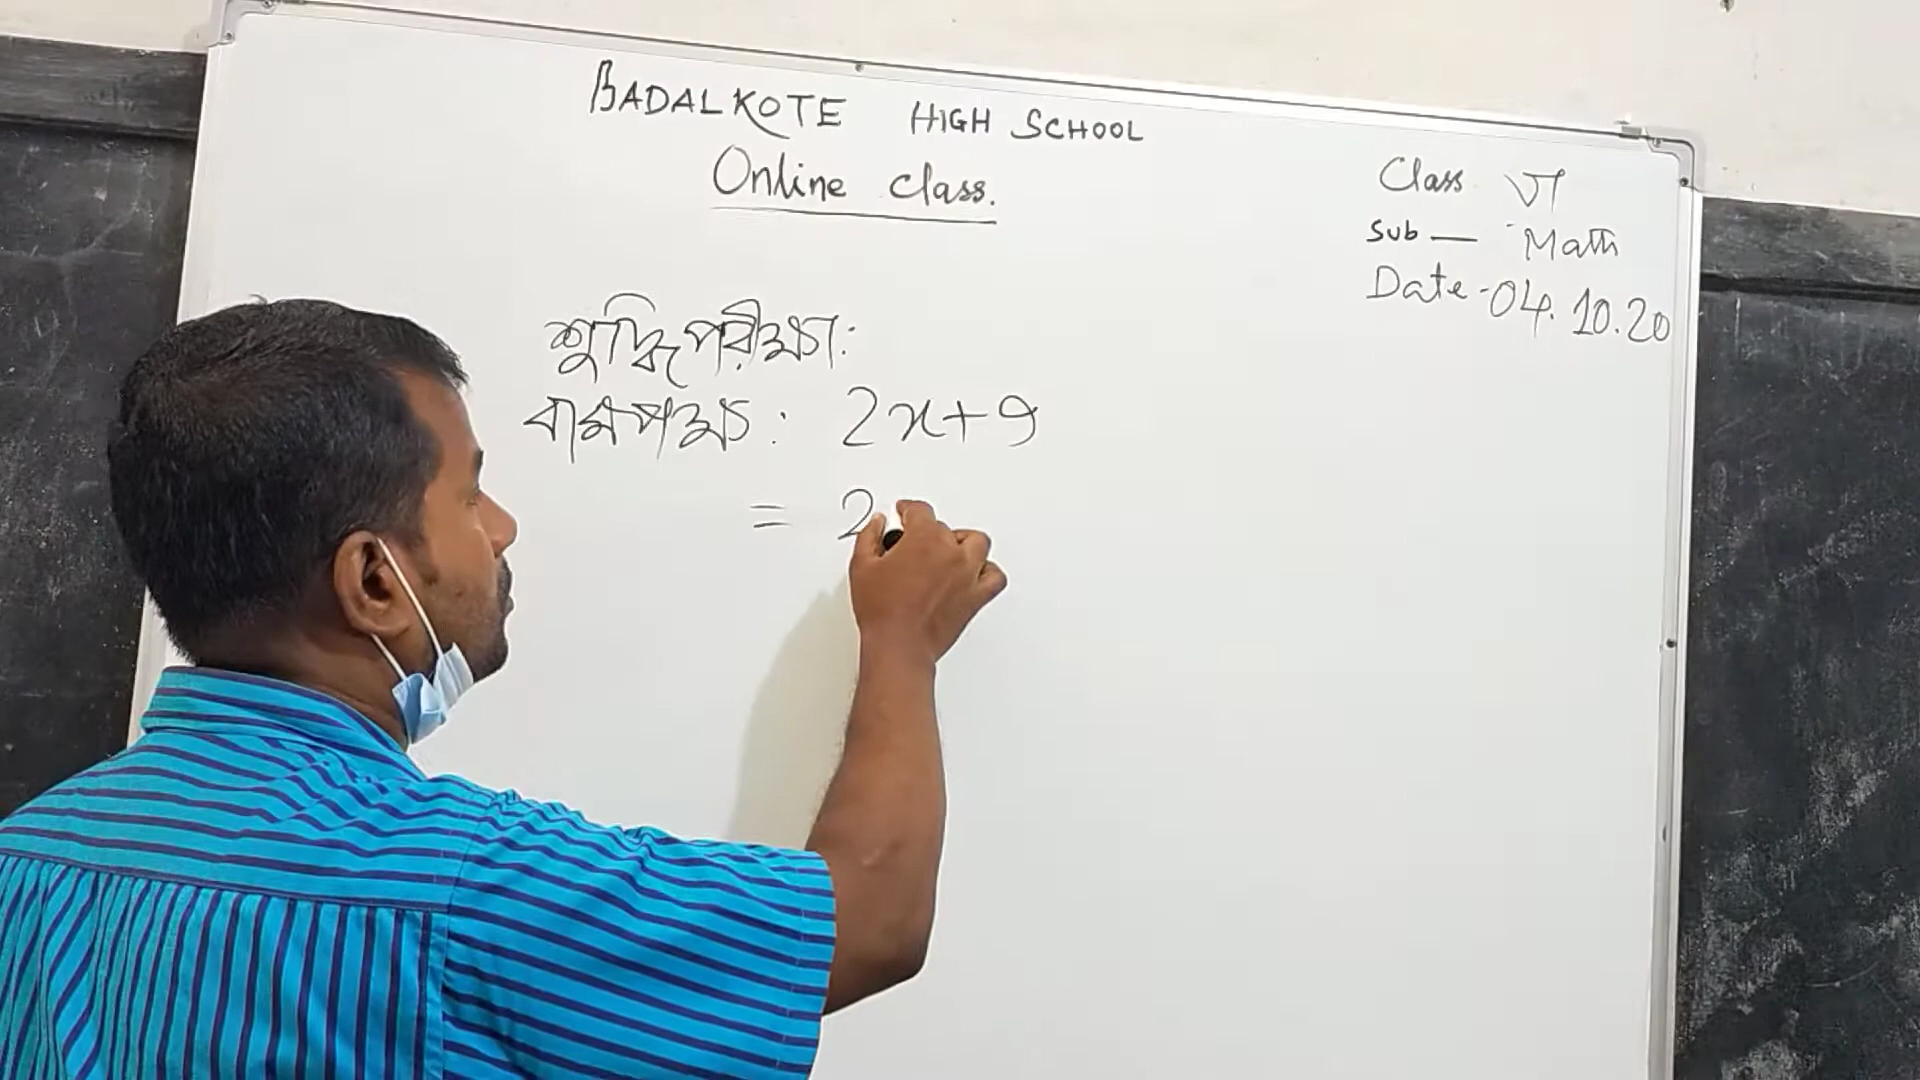 BADALKOTE HIGH SCHOOL
Online class.
Class VI
Sub — Math
Date - 04.10.20
শুদ্ধিপরীক্ষা:
বামপক্ষ: 2x+9
= 2